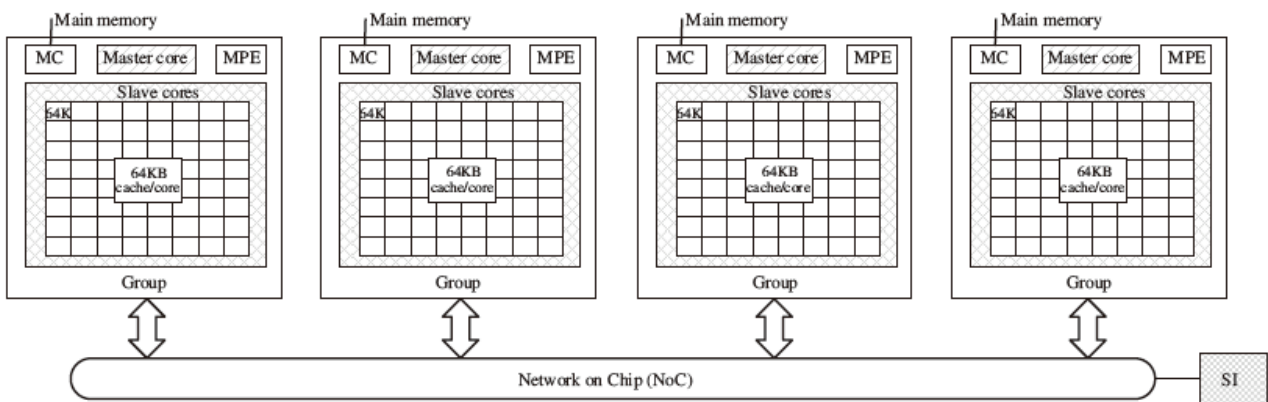 Main memory
MC
Master core
MPE
Slave cores
64K
64KB
cache/core
Group
Main memory
MC
Master core
MPE
Slave cores
64K
64KB
cache/core
Group
Main memory
MC
Master core
MPE
Slave cores
64K
64KB
cache/core
Group
Main memory
MC
Master core
MPE
Slave cores
64K
64KB
cache/core
Group
Network on Chip (NoC)
SI